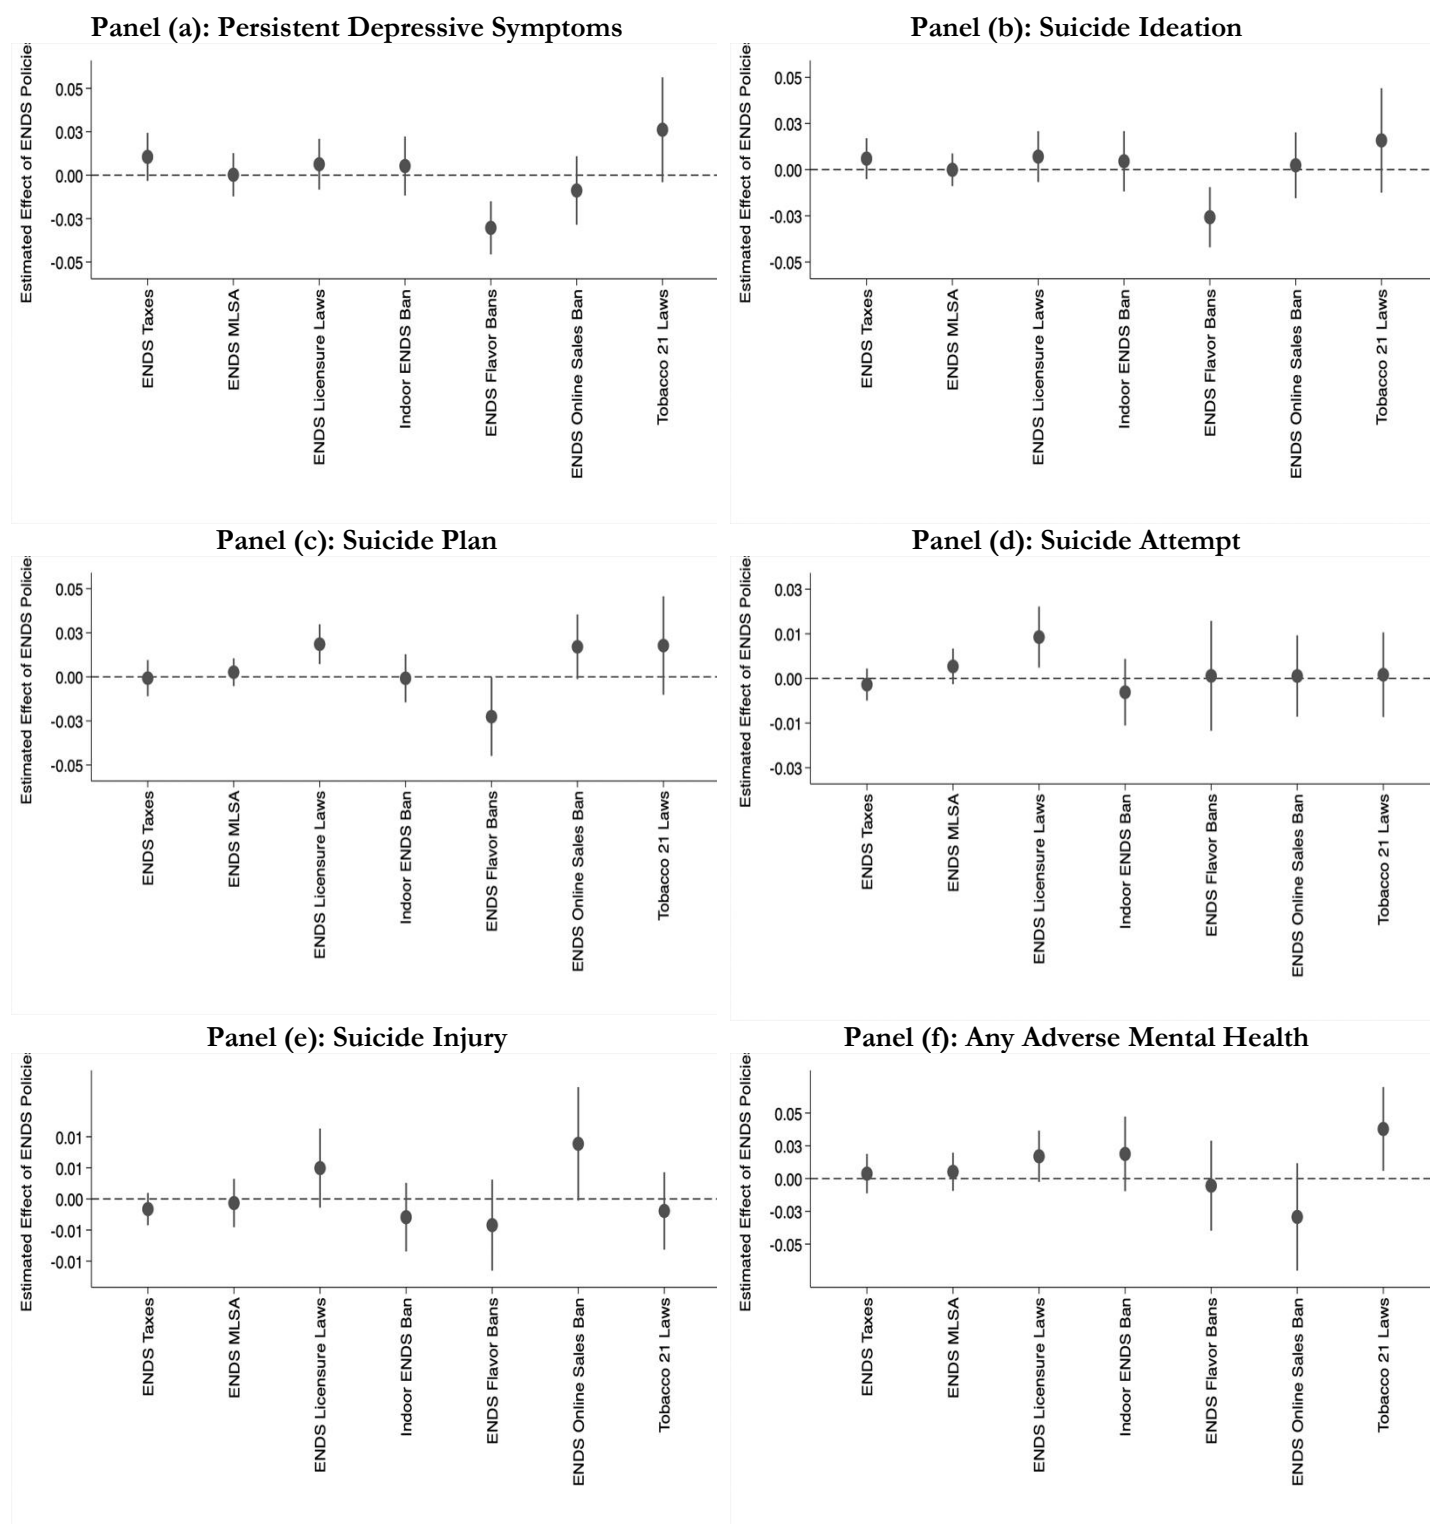 Panel (a): Persistent Depressive Symptoms
Estimated Effect of ENDS Policie
0.05
0.03
0.00
-0.03
-0.05
ENDS Taxes
ENDS MLSA
ENDS Licensure Laws
Indoor ENDS Ban
ENDS Flavor Bans
ENDS Online Sales Ban
Tobacco 21 Laws
Panel (b): Suicide Ideation
Estimated Effect of ENDS Policie
0.05
0.03
0.00
-0.03
-0.05
ENDS Taxes
ENDS MLSA
ENDS Licensure Laws
Indoor ENDS Ban
ENDS Flavor Bans
ENDS Online Sales Ban
Tobacco 21 Laws
Panel (c): Suicide Plan
Estimated Effect of ENDS Policie
0.05
0.03
0.00
-0.03
-0.05
ENDS Taxes
ENDS MLSA
ENDS Licensure Laws
Indoor ENDS Ban
ENDS Flavor Bans
ENDS Online Sales Ban
Tobacco 21 Laws
Panel (d): Suicide Attempt
Estimated Effect of ENDS Policie
0.03
0.01
0.00
-0.01
-0.03
ENDS Taxes
ENDS MLSA
ENDS Licensure Laws
Indoor ENDS Ban
ENDS Flavor Bans
ENDS Online Sales Ban
Tobacco 21 Laws
Panel (e): Suicide Injury
Estimated Effect of ENDS Policie
0.01
0.01
0.00
-0.01
-0.01
ENDS Taxes
ENDS MLSA
ENDS Licensure Laws
Indoor ENDS Ban
ENDS Flavor Bans
ENDS Online Sales Ban
Tobacco 21 Laws
Panel (f): Any Adverse Mental Health
Estimated Effect of ENDS Policie
0.05
0.03
0.00
-0.03
-0.05
ENDS Taxes
ENDS MLSA
ENDS Licensure Laws
Indoor ENDS Ban
ENDS Flavor Bans
ENDS Online Sales Ban
Tobacco 21 Laws